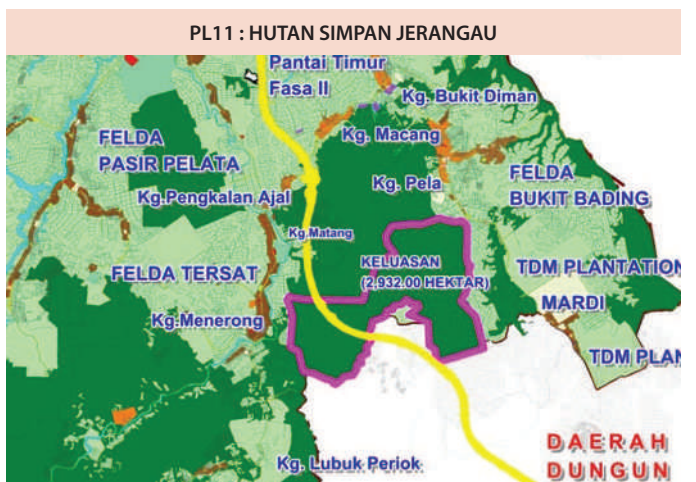 PL11 : HUTAN SIMPAN JERANGAU
Pantai Timur
Fasa II
Kg. Bukit Diman
Kg. Macang
FELDA
PASIR PELATA
Kg. Pela
FELDA
BUKIT BADING
Kg.Pengkalan Ajal
Kg.Matang
KELUASAN
(2,932.00 HEKTAR)
FELDA TERSAT
TDM PLANTATION
MARDI
Kg.Menerong
TDM PLAN
DAERAH
DUNGUN
Kg. Lubuk Periok